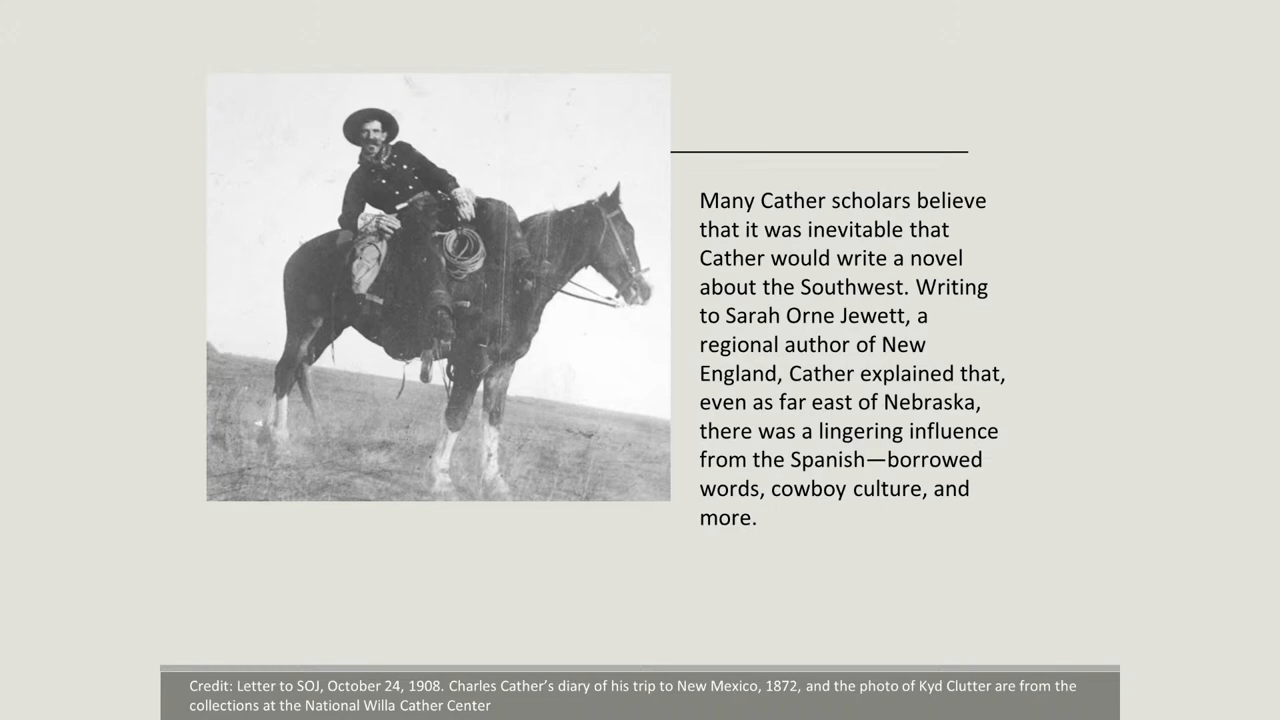 Many Cather scholars believe
that it was inevitable that
Cather would write a novel
about the Southwest. Writing
to Sarah Orne Jewett, a
regional author of New
England, Cather explained that,
even as far east of Nebraska,
there was a lingering influence
from the Spanish—borrowed
words, cowboy culture, and
more.
Credit: Letter to SOJ, October 24, 1908. Charles Cather’s diary of his trip to New Mexico, 1872, and the photo of Kyd Clutter are from the
collections at the National Willa Cather Center